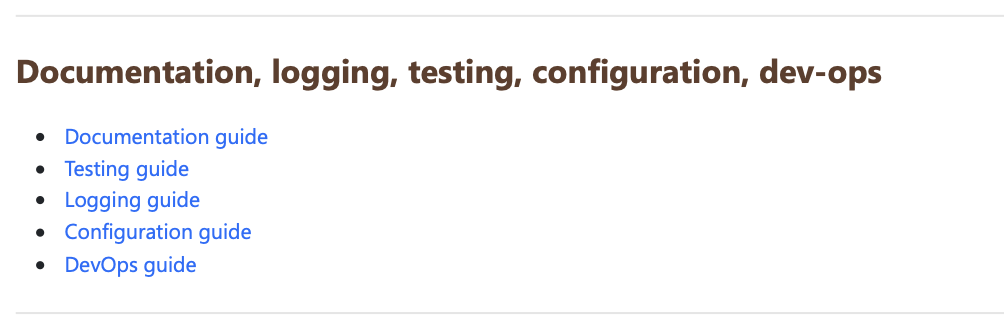 Documentation, logging, testing, configuration, dev-ops
Documentation guide
Testing guide
Logging guide
Configuration guide
DevOps guide